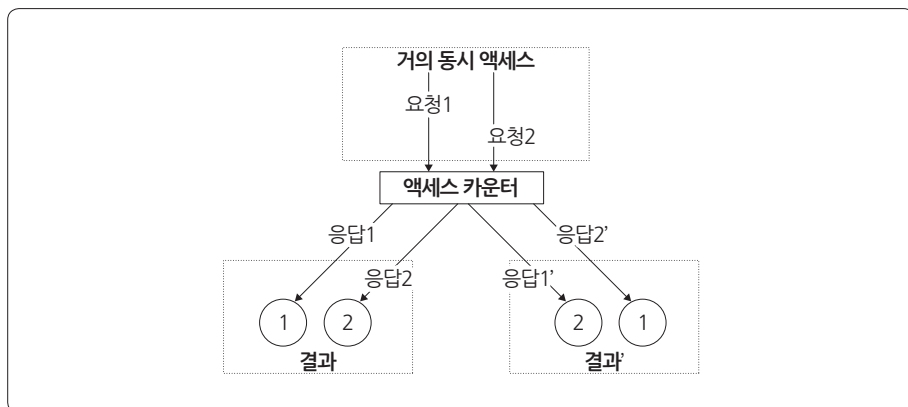 거의 동시 액세스
요청1
요청2
액세스 카운터
응답1
응답2'
응답2
응답1'
1
2
2
1
결과
결과'